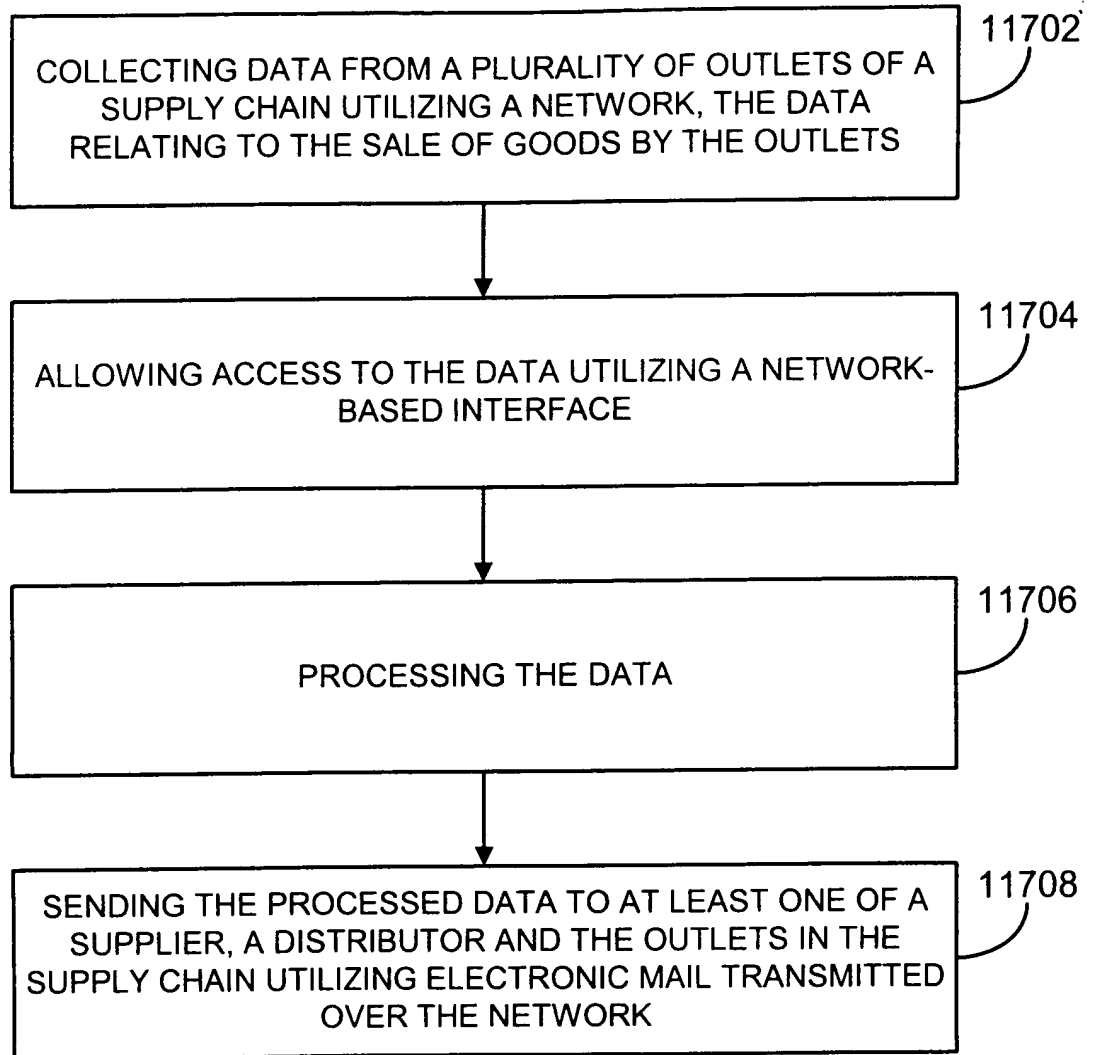 11702
COLLECTING DATA FROM A PLURALITY OF OUTLETS OF A
SUPPLY CHAIN UTILIZING A NETWORK, THE DATA
RELATING TO THE SALE OF GOODS BY THE OUTLETS
11704
ALLOWING ACCESS TO THE DATA UTILIZING A NETWORK-
BASED INTERFACE
11706
PROCESSING THE DATA
11708
SENDING THE PROCESSED DATA TO AT LEAST ONE OF A
SUPPLIER, A DISTRIBUTOR AND THE OUTLETS IN THE
SUPPLY CHAIN UTILIZING ELECTRONIC MAIL TRANSMITTED
OVER THE NETWORK